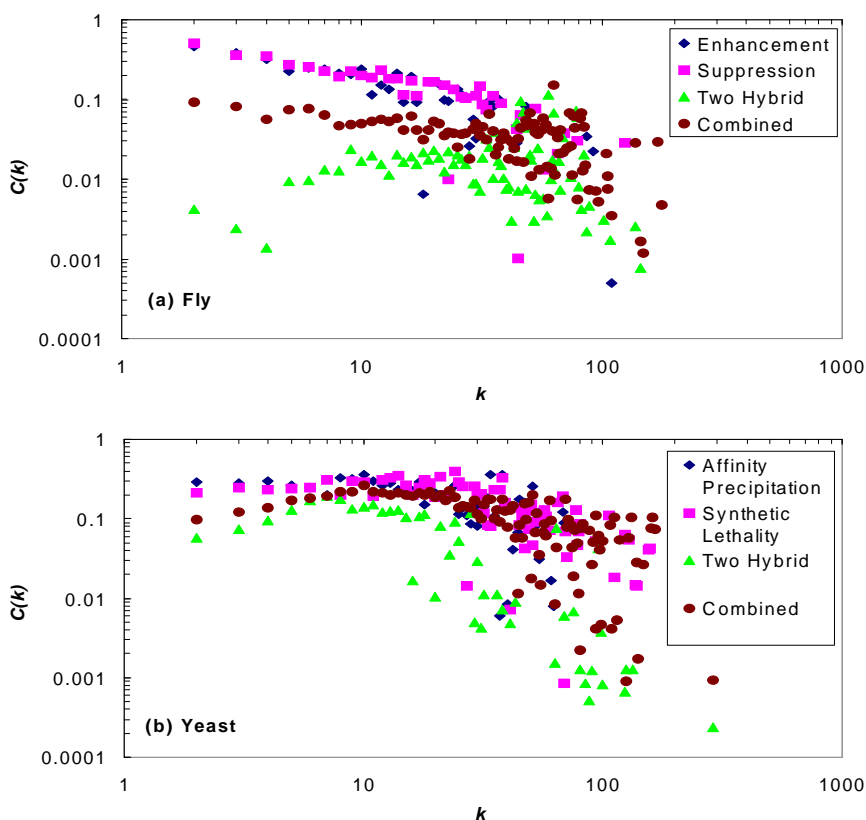 1
0.1
0.01
0.001
0.0001
C(k)
Enhancement
Suppression
Two Hybrid
Combined
(a) Fly
1 10 100 1000
k
1
0.1
0.01
0.001
0.0001
C(k)
Affinity
Precipitation
Synthetic
Lethality
Two Hybrid
Combined
(b) Yeast
1 10 100 1000
k